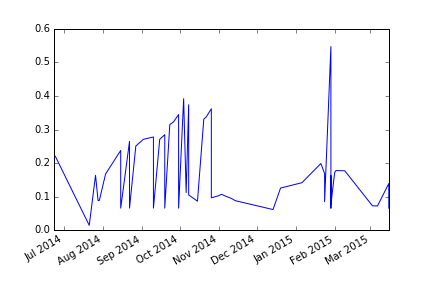 0.6
0.5
0.4
0.3
0.2
0.1
0.0
Jul 2014
Aug 2014
Sep 2014
Oct 2014
Nov 2014
Dec 2014
Jan 2015
Feb 2015
Mar 2015